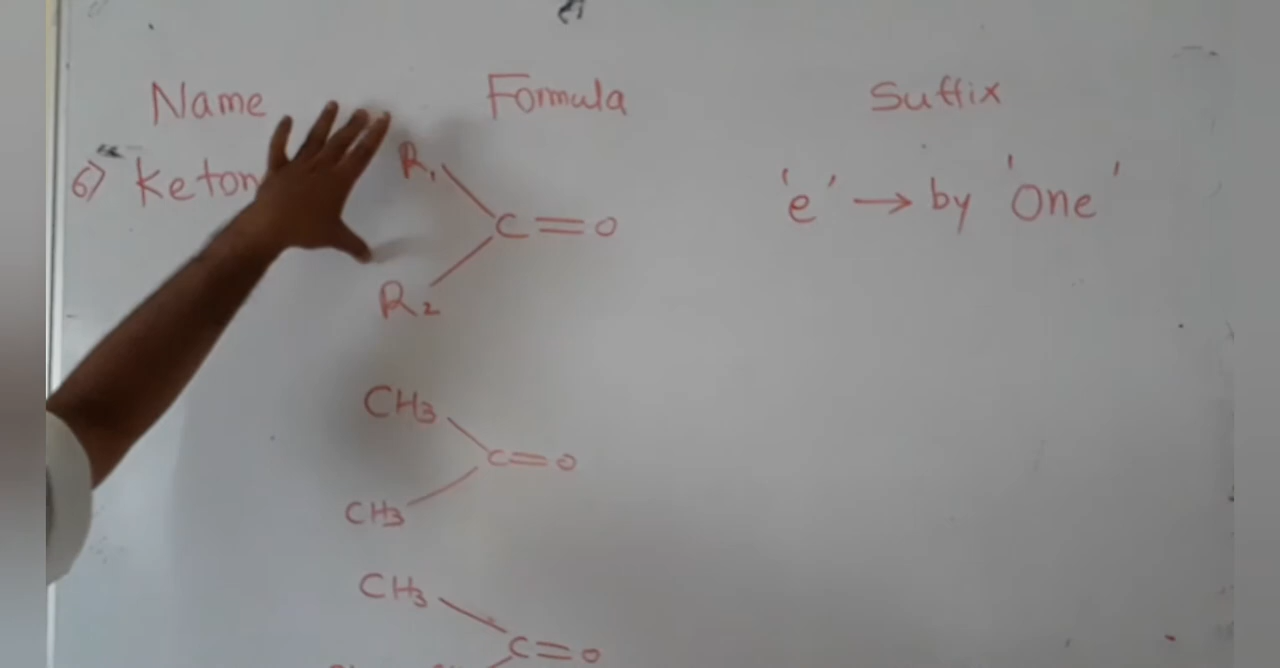 Name Formula Suffix
6) Keton R1 C=O 'e' → by 'One'
R2
CH3
C=O
CH3
CH3
C=O